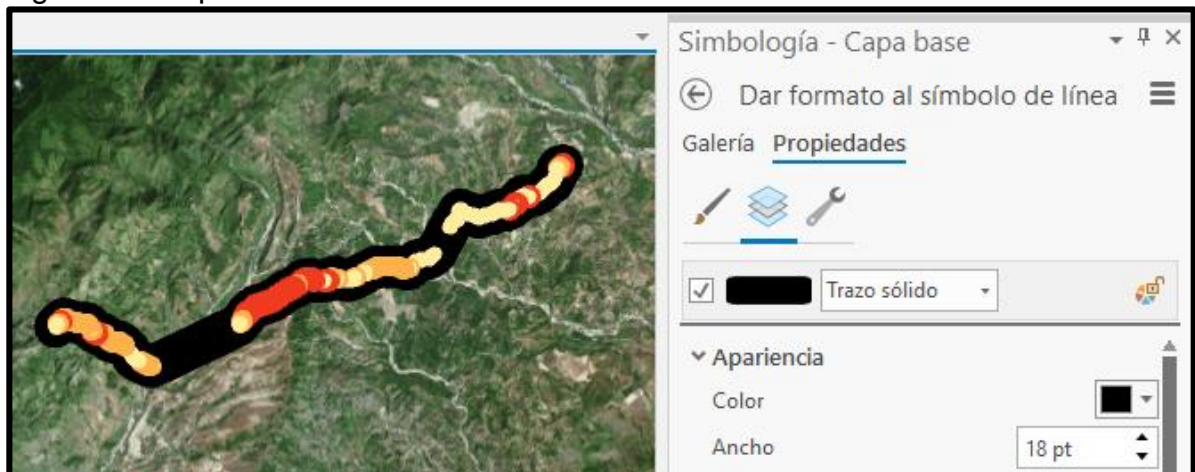 Simbología - Capa base
Dar formato al símbolo de línea
Galería Propiedades
Trazo sólido
Apariencia
Color
Ancho 18 pt